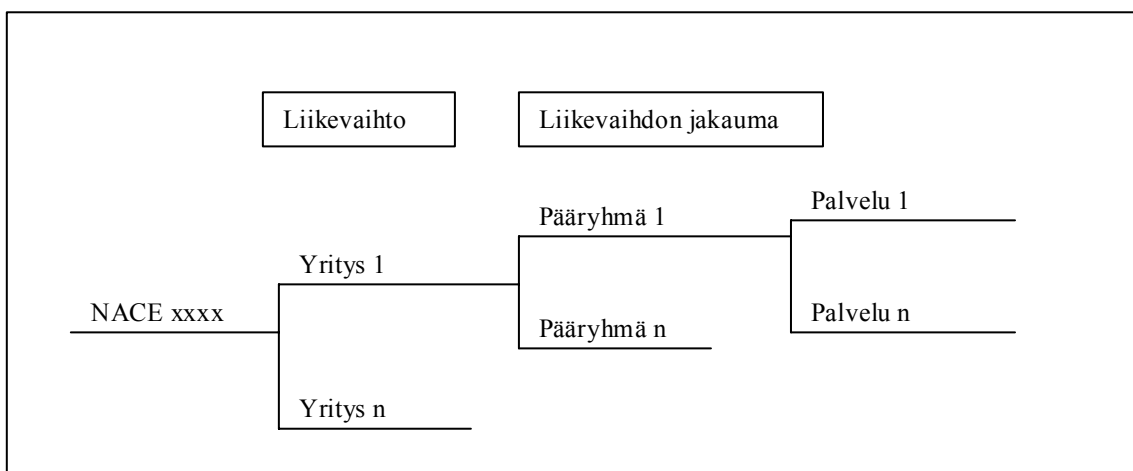 Liikevaihto
Liikevaihdon jakauma
Palvelu 1
Pääryhmä 1
Yritys 1
NACE xxxx
Palvelu n
Pääryhmä n
Yritys n